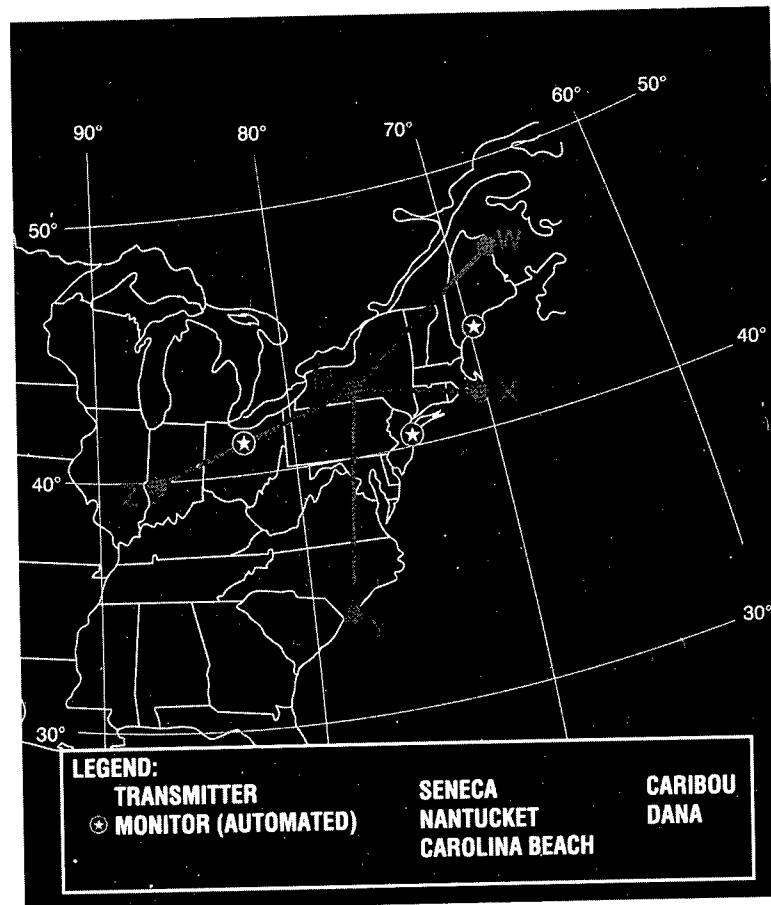 60° 50°
90° 80° 70°
50° W
40°
X
40° Z
30°
Y
30°
LEGEND:
TRANSMITTER SENECA CARIBOU
MONITOR (AUTOMATED) NANTUCKET DANA
CAROLINA BEACH